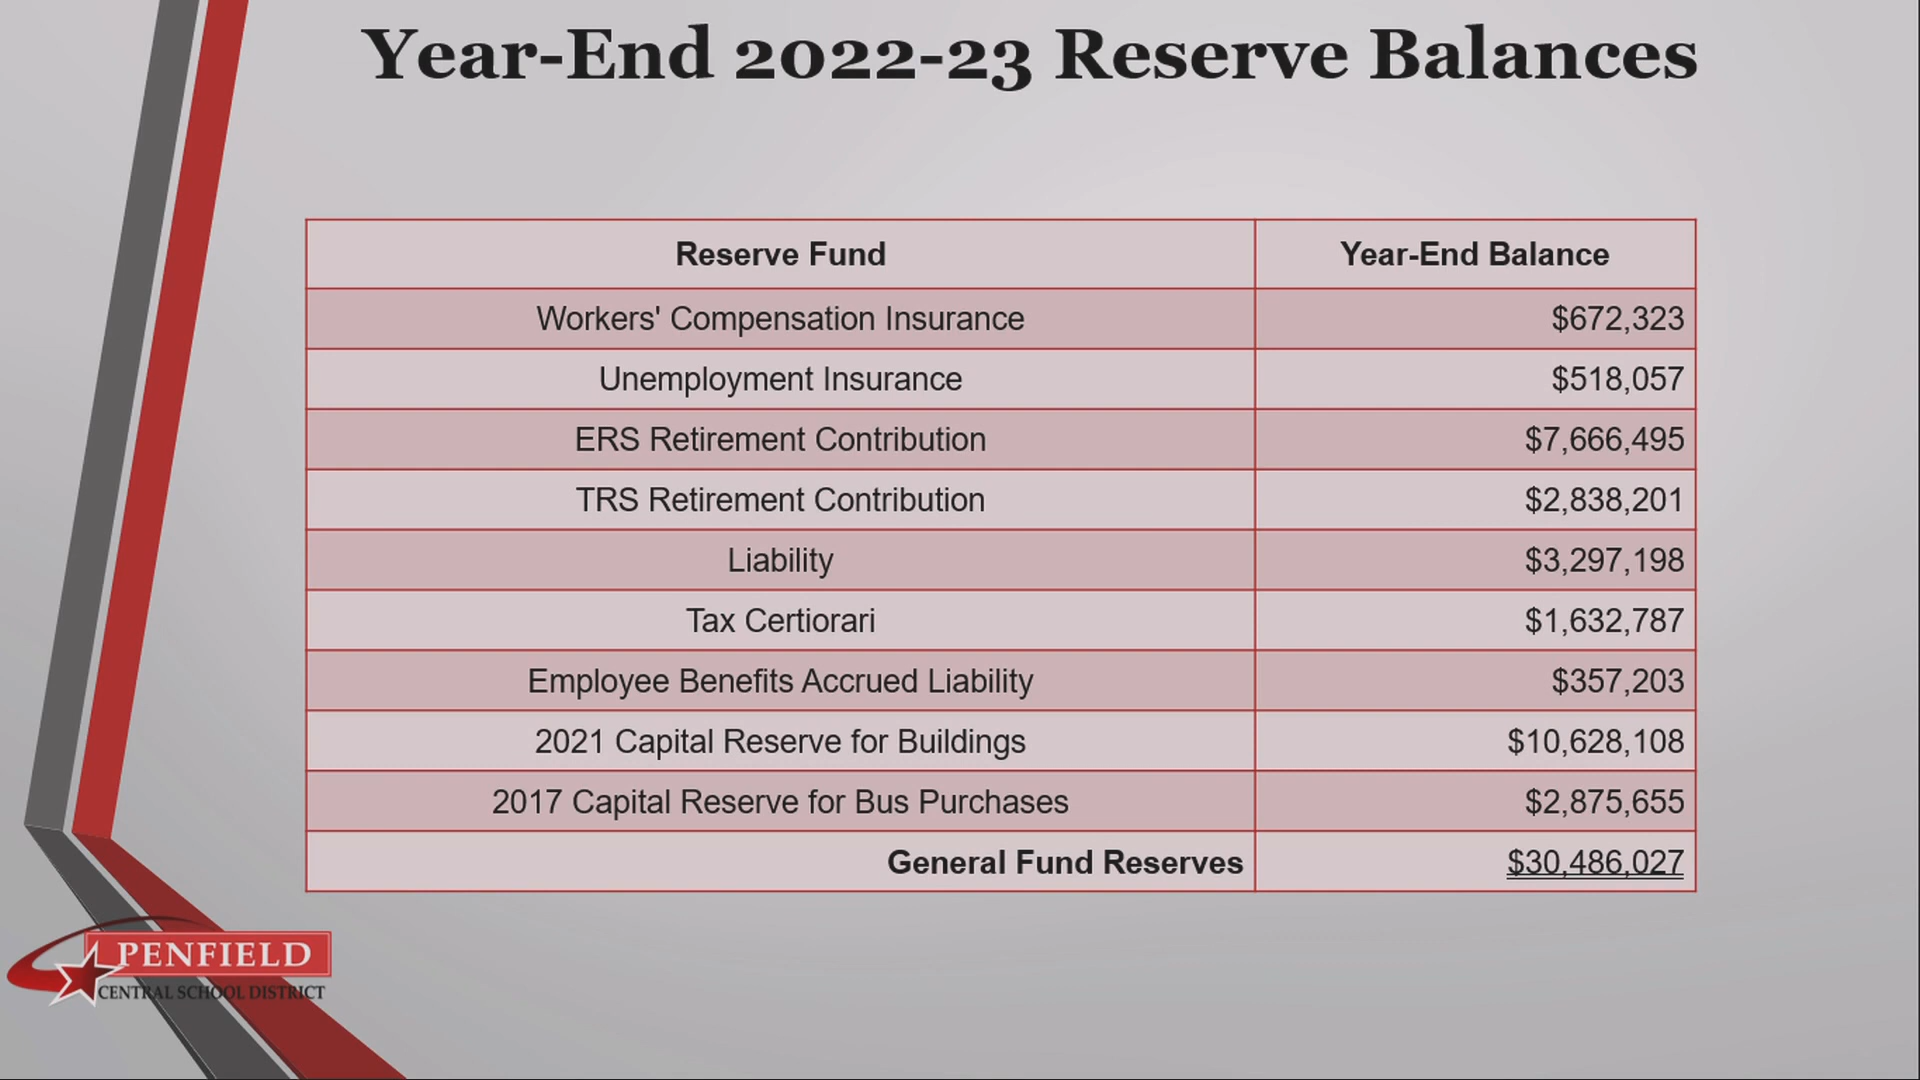 Year-End 2022-23 Reserve Balances
Reserve Fund Year-End Balance
Workers' Compensation Insurance $672,323
Unemployment Insurance $518,057
ERS Retirement Contribution $7,666,495
TRS Retirement Contribution $2,838,201
Liability $3,297,198
Tax Certiorari $1,632,787
Employee Benefits Accrued Liability $357,203
2021 Capital Reserve for Buildings $10,628,108
2017 Capital Reserve for Bus Purchases $2,875,655
General Fund Reserves $30,486,027
PENFIELD
CENTRAL SCHOOL DISTRICT